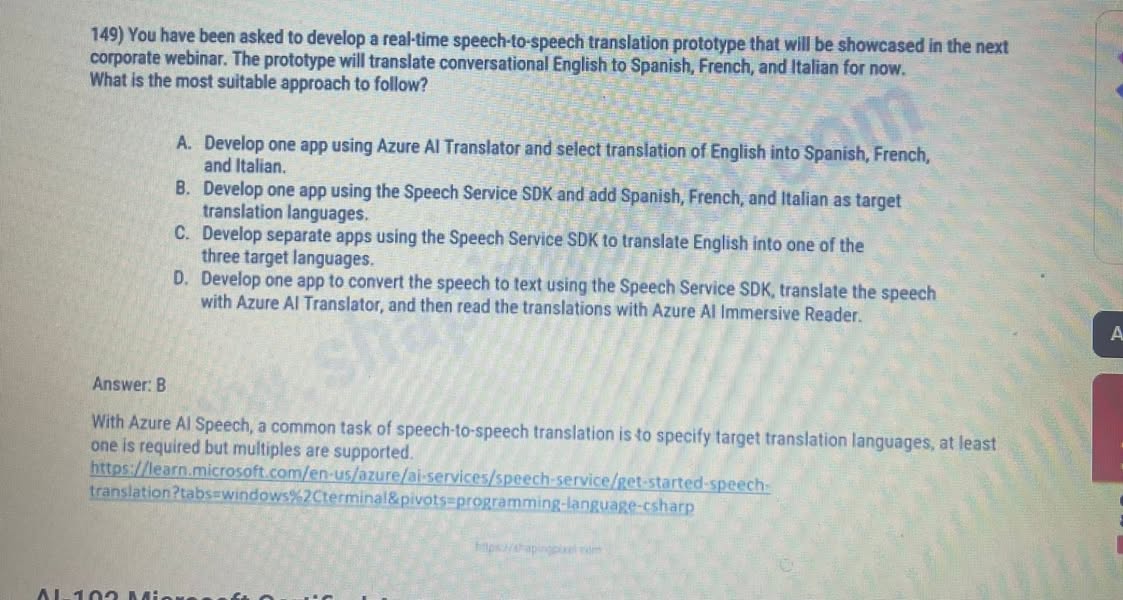 149) You have been asked to develop a real-time speech-to-speech translation prototype that will be showcased in the next
corporate webinar. The prototype will translate conversational English to Spanish, French, and Italian for now.
What is the most suitable approach to follow?
A. Develop one app using Azure AI Translator and select translation of English into Spanish, French,
and Italian.
B. Develop one app using the Speech Service SDK and add Spanish, French, and Italian as target
translation languages.
C. Develop separate apps using the Speech Service SDK to translate English into one of the
three target languages.
D. Develop one app to convert the speech to text using the Speech Service SDK, translate the speech
with Azure AI Translator, and then read the translations with Azure AI Immersive Reader.
Answer: B
With Azure AI Speech, a common task of speech-to-speech translation is to specify target translation languages, at least
one is required but multiples are supported.
https://learn.microsoft.com/en-us/azure/ai-services/speech-service/get-started-speech-
translation?tabs=windows%2Cterminal&pivots=programming-language-csharp
https://shapingpixel.com
AI-102 Microsoft
A